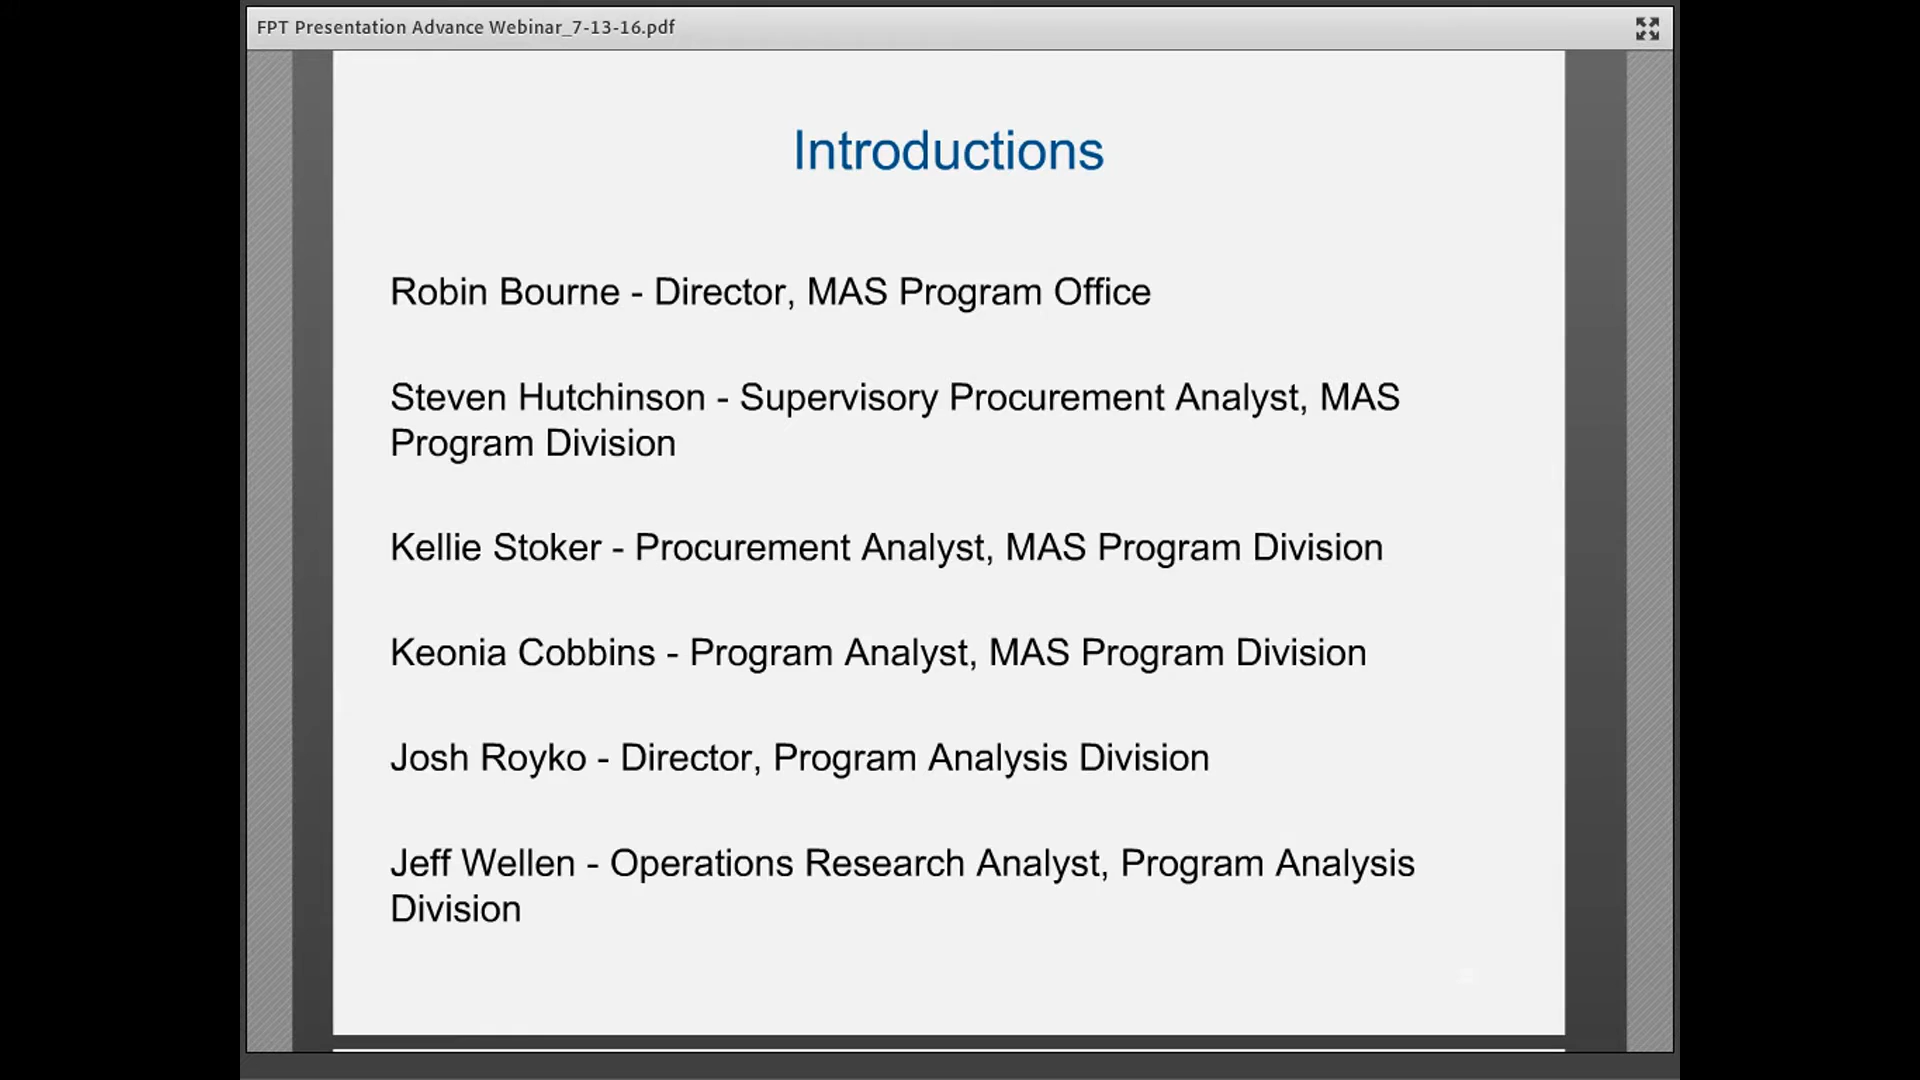 FPT Presentation Advance Webinar_7-13-16.pdf
Introductions
Robin Bourne - Director, MAS Program Office
Steven Hutchinson - Supervisory Procurement Analyst, MAS
Program Division
Kellie Stoker - Procurement Analyst, MAS Program Division
Keonia Cobbins - Program Analyst, MAS Program Division
Josh Royko - Director, Program Analysis Division
Jeff Wellen - Operations Research Analyst, Program Analysis
Division